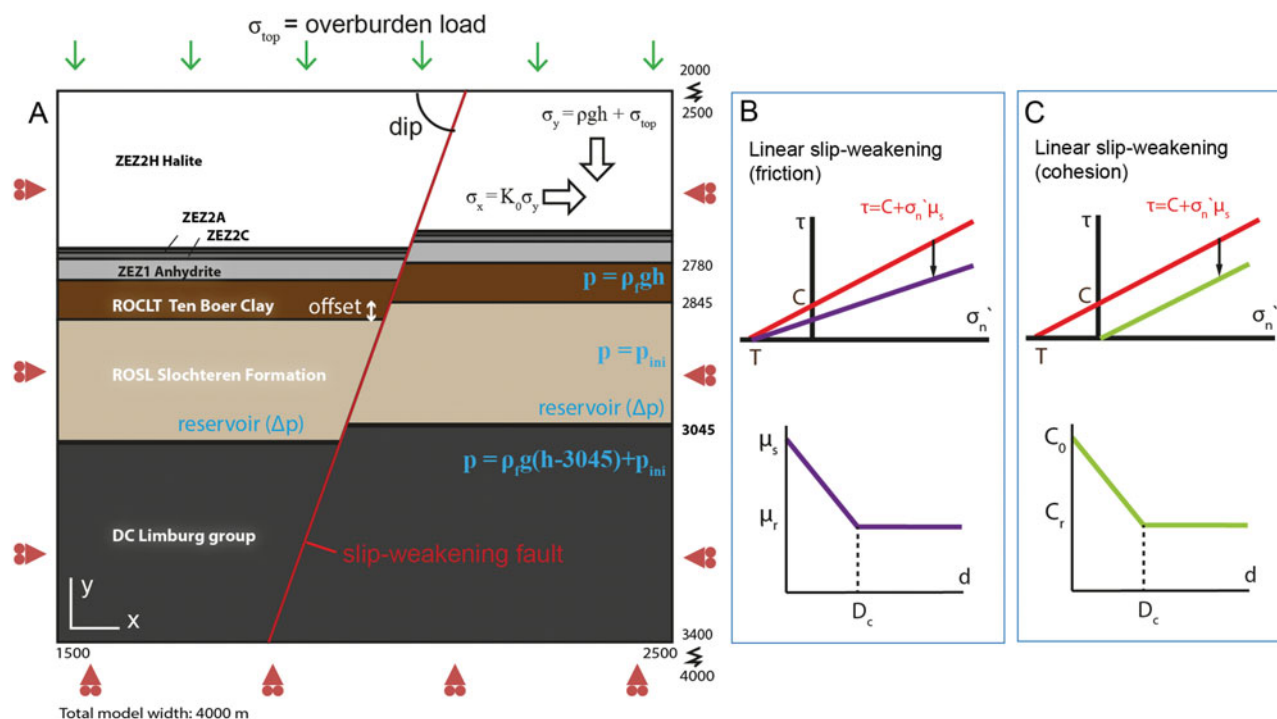 σtop = overburden load
A
dip
σy = ρgh + σtop
σx = K0σy
ZEZ2H Halite
ZEZ2A
ZEZ2C
ZEZ1 Anhydrite
ROCLT Ten Boer Clay
offset
p = ρfgh
ROSL Slochteren Formation
p = pini
reservoir (Δp)
reservoir (Δp)
p = ρfg(h-3045)+pini
DC Limburg group
slip-weakening fault
y
x
2000
2500
2780
2845
3045
3400
4000
1500
2500
Total model width: 4000 m
B
Linear slip-weakening
(friction)
τ=C+σn`μs
τ
C
σn`
T
μs
μr
d
Dc
C
Linear slip-weakening
(cohesion)
τ=C+σn`μs
τ
C
σn`
T
C0
Cr
d
Dc